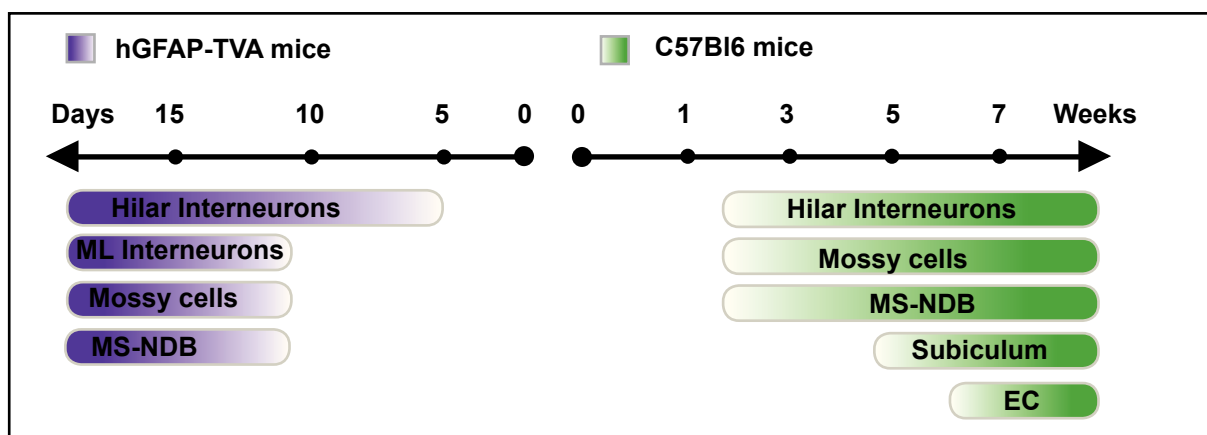 hGFAP-TVA mice
C57Bl6 mice
Days 15 10 5 0
0 1 3 5 7 Weeks
Hilar Interneurons
ML Interneurons
Mossy cells
MS-NDB
Hilar Interneurons
Mossy cells
MS-NDB
Subiculum
EC